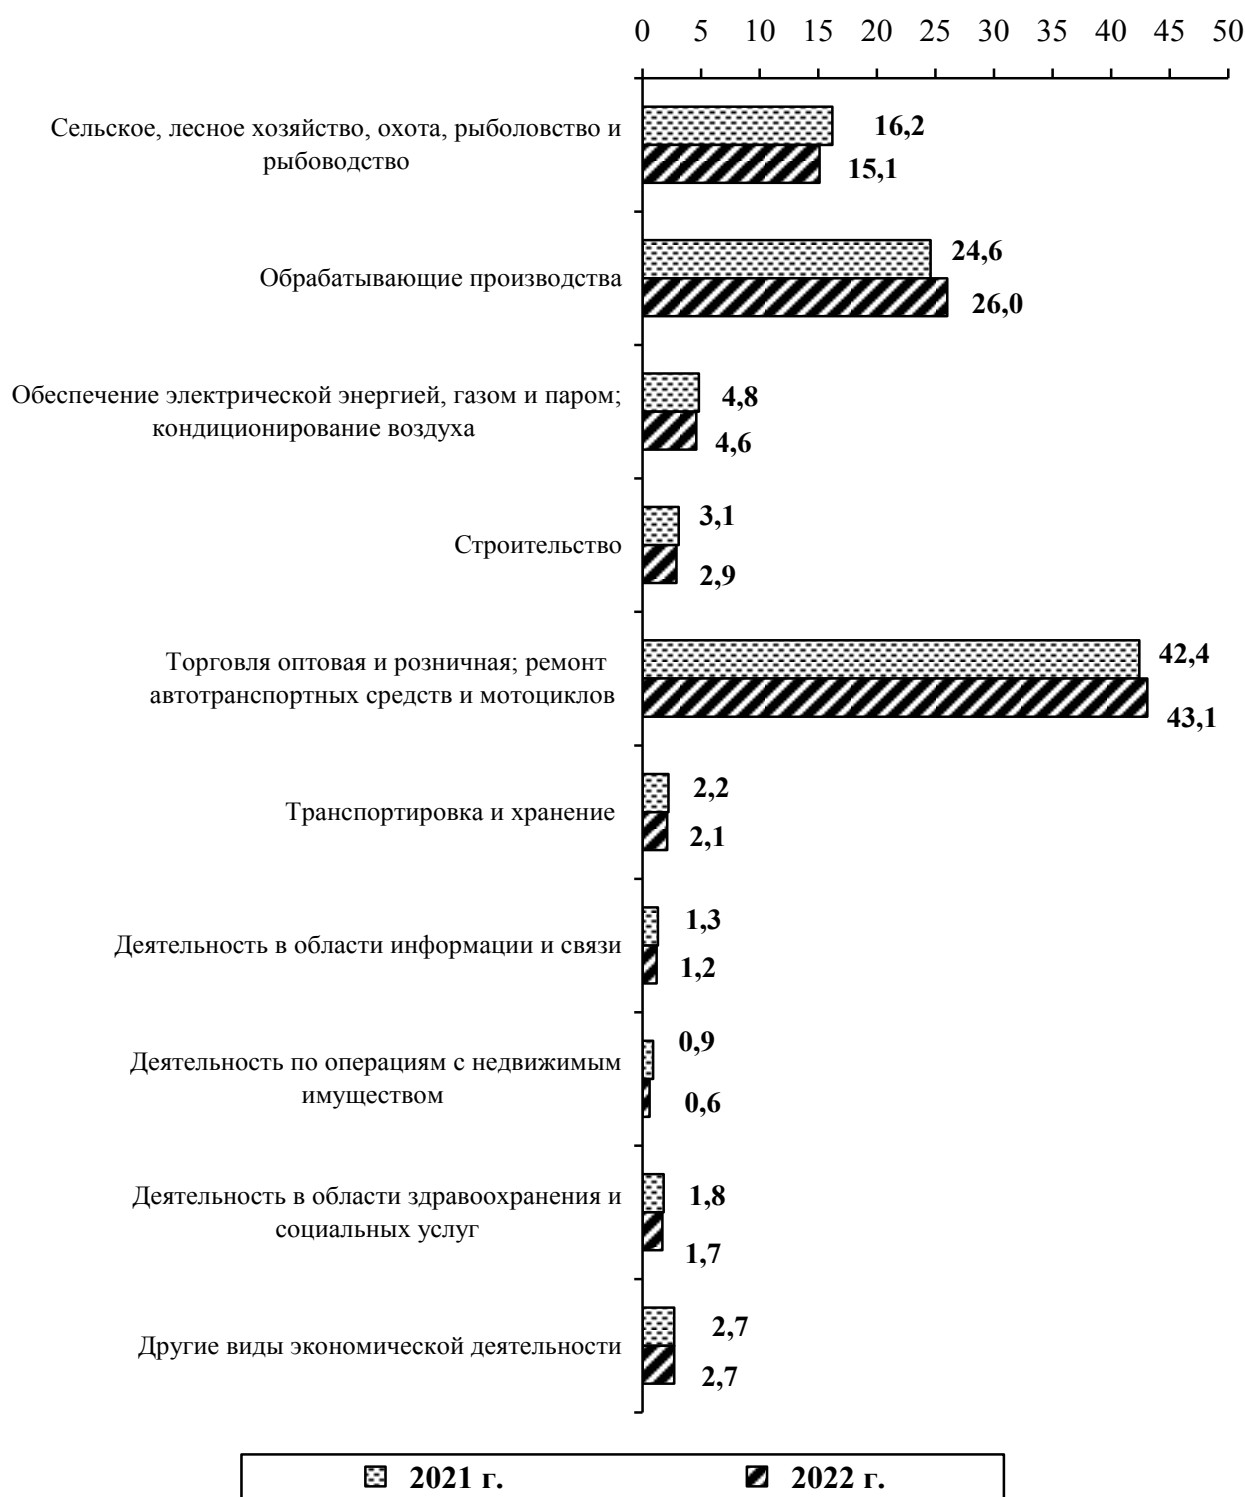 0 5 10 15 20 25 30 35 40 45 50
Сельское, лесное хозяйство, охота, рыболовство и
рыбоводство
16,2
15,1
Обрабатывающие производства
24,6
26,0
Обеспечение электрической энергией, газом и паром;
кондиционирование воздуха
4,8
4,6
Строительство
3,1
2,9
Торговля оптовая и розничная; ремонт
автотранспортных средств и мотоциклов
42,4
43,1
Транспортировка и хранение
2,2
2,1
Деятельность в области информации и связи
1,3
1,2
Деятельность по операциям с недвижимым
имуществом
0,9
0,6
Деятельность в области здравоохранения и
социальных услуг
1,8
1,7
Другие виды экономической деятельности
2,7
2,7
2021 г. 2022 г.